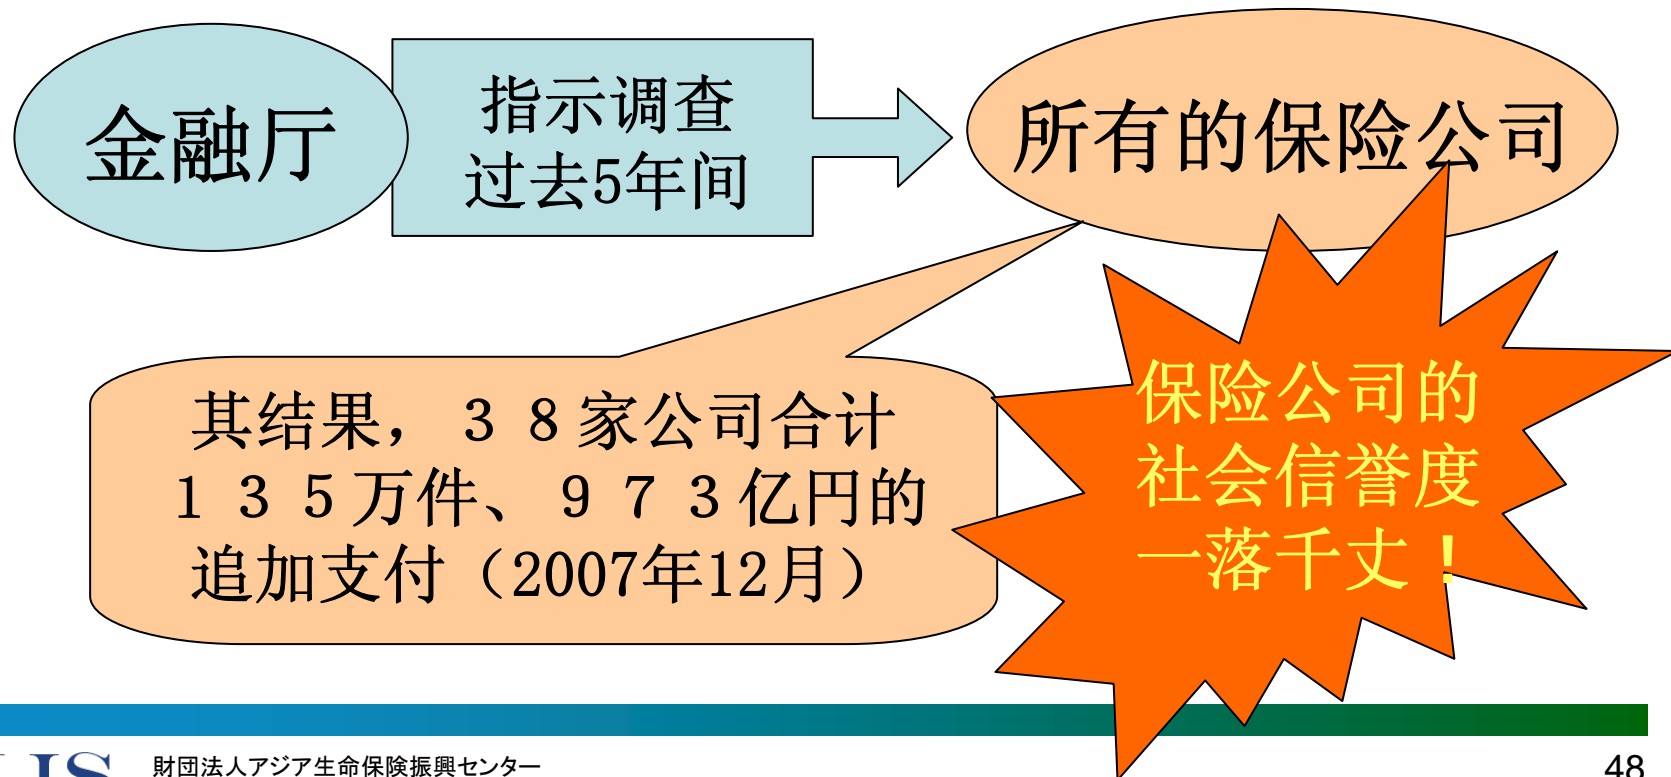 金融厅
指示调查
过去5年间
所有的保险公司
其结果，３８家公司合计
１３５万件、９７３亿円的
追加支付（2007年12月）
保险公司的
社会信誉度
一落千丈！
財団法人アジア生命保険振興センター
48